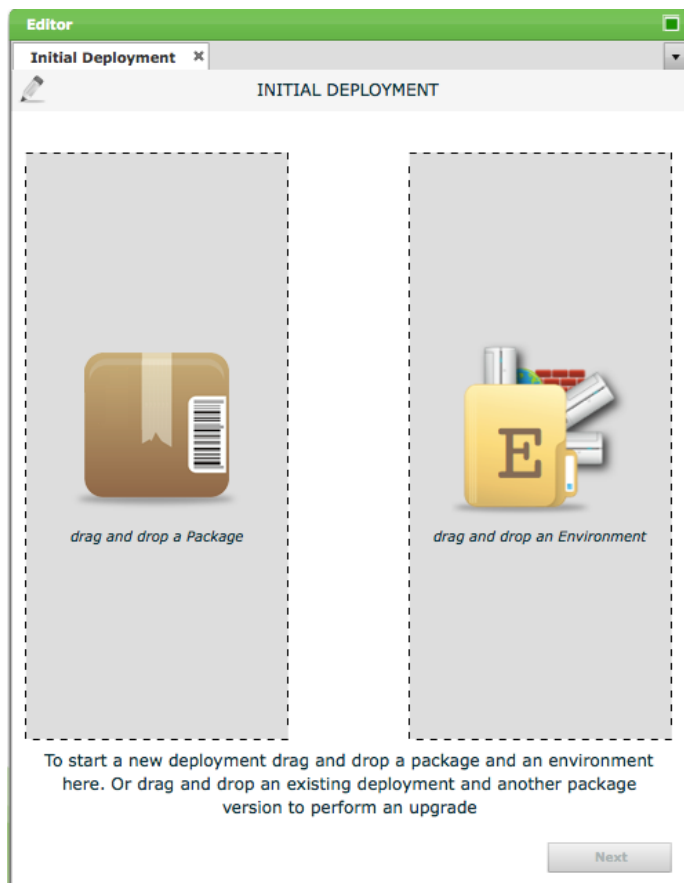 Editor
Initial Deployment
INITIAL DEPLOYMENT
E
drag and drop a Package
drag and drop an Environment
To start a new deployment drag and drop a package and an environment
here. Or drag and drop an existing deployment and another package
version to perform an upgrade
Next